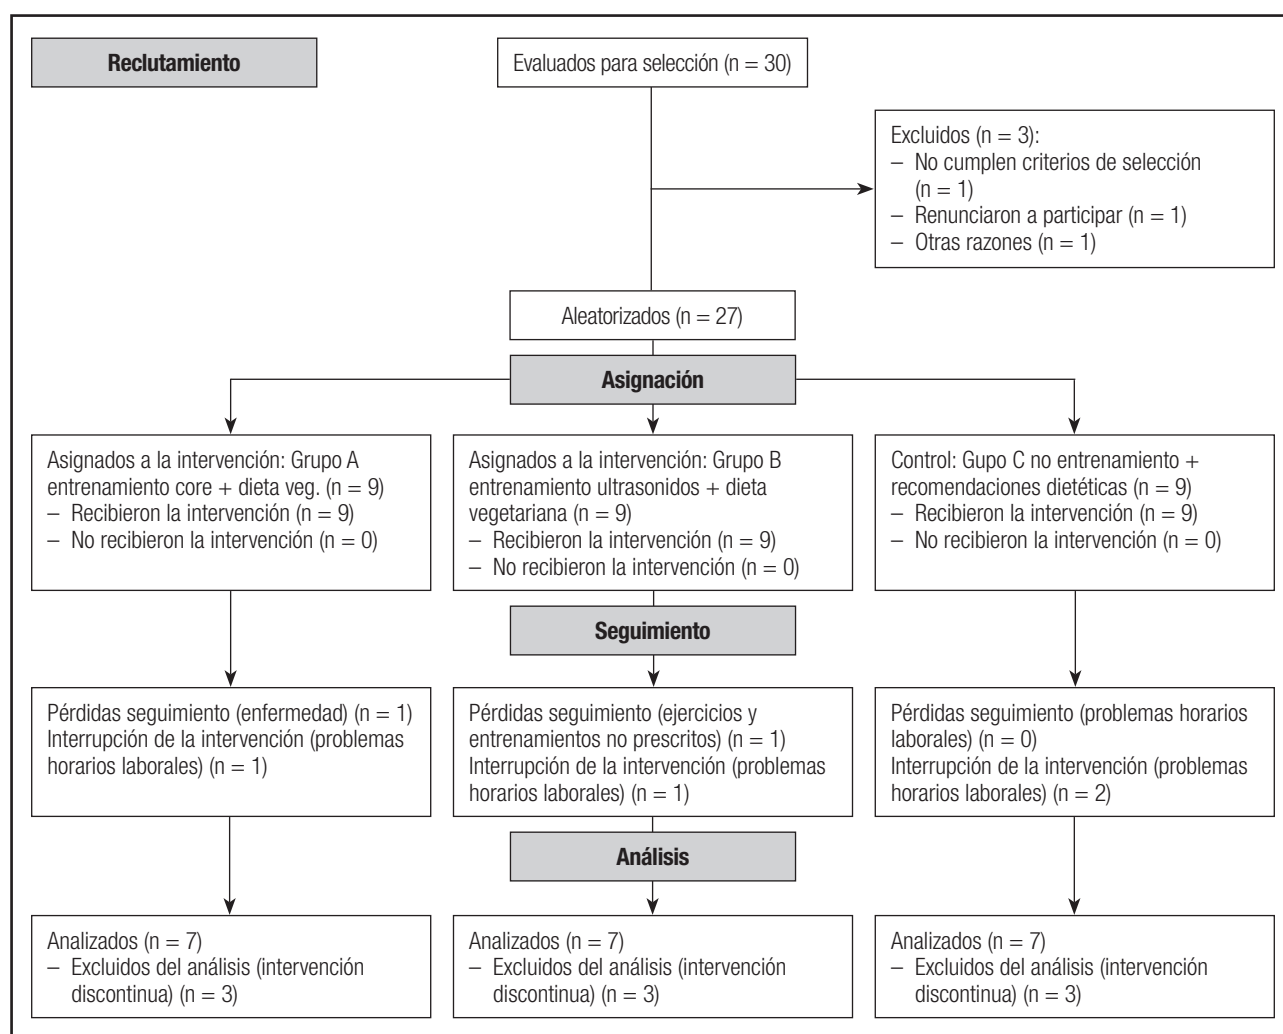 Reclutamiento
Evaluados para selección (n = 30)
Excluidos (n = 3):
– No cumplen criterios de selección
(n = 1)
– Renunciaron a participar (n = 1)
– Otras razones (n = 1)
Aleatorizados (n = 27)
Asignación
Asignados a la intervención: Grupo A
entrenamiento core + dieta veg. (n = 9)
– Recibieron la intervención (n = 9)
– No recibieron la intervención (n = 0)
Asignados a la intervención: Grupo B
entrenamiento ultrasonidos + dieta
vegetariana (n = 9)
– Recibieron la intervención (n = 9)
– No recibieron la intervención (n = 0)
Control: Gupo C no entrenamiento +
recomendaciones dietéticas (n = 9)
– Recibieron la intervención (n = 9)
– No recibieron la intervención (n = 0)
Seguimiento
Pérdidas seguimiento (enfermedad) (n = 1)
Interrupción de la intervención (problemas
horarios laborales) (n = 1)
Pérdidas seguimiento (ejercicios y
entrenamientos no prescritos) (n = 1)
Interrupción de la intervención (problemas
horarios laborales) (n = 1)
Pérdidas seguimiento (problemas horarios
laborales) (n = 0)
Interrupción de la intervención (problemas
horarios laborales) (n = 2)
Análisis
Analizados (n = 7)
– Excluidos del análisis (intervención
discontinua) (n = 3)
Analizados (n = 7)
– Excluidos del análisis (intervención
discontinua) (n = 3)
Analizados (n = 7)
– Excluidos del análisis (intervención
discontinua) (n = 3)